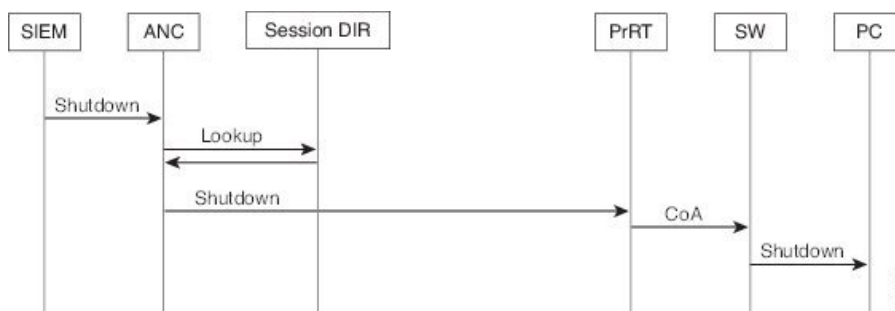 SIEM ANC Session DIR PrRT SW PC
Shutdown
Lookup
Shutdown
CoA
Shutdown